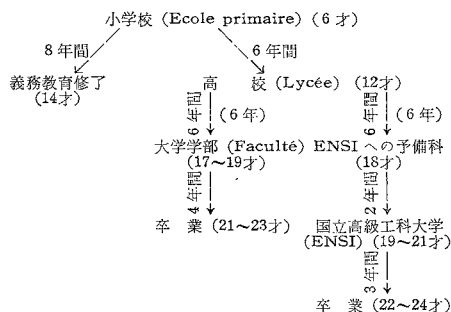 小学校 (Ecole primaire) (6才)
8年間 6年間
義務教育修了 高 校 (Lycée) (12才)
(14才)
6年間 (6年) 6年間 (6年)
大学学部 (Faculté) ENSI への予備科
(17～19才) (18才)
4年間 2年間
卒 業 (21～23才) 国立高級工科大学
(ENSI) (19～21才)
3年間
卒 業 (22～24才)